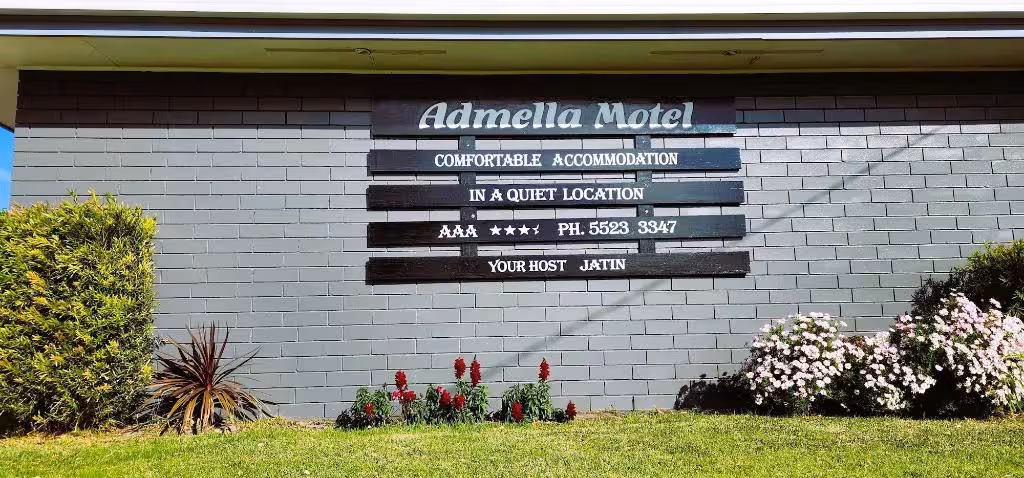 Admella Motel
COMFORTABLE ACCOMMODATION
IN A QUIET LOCATION
AAA ★★★⯨ PH. 5523 3347
YOUR HOST JATIN